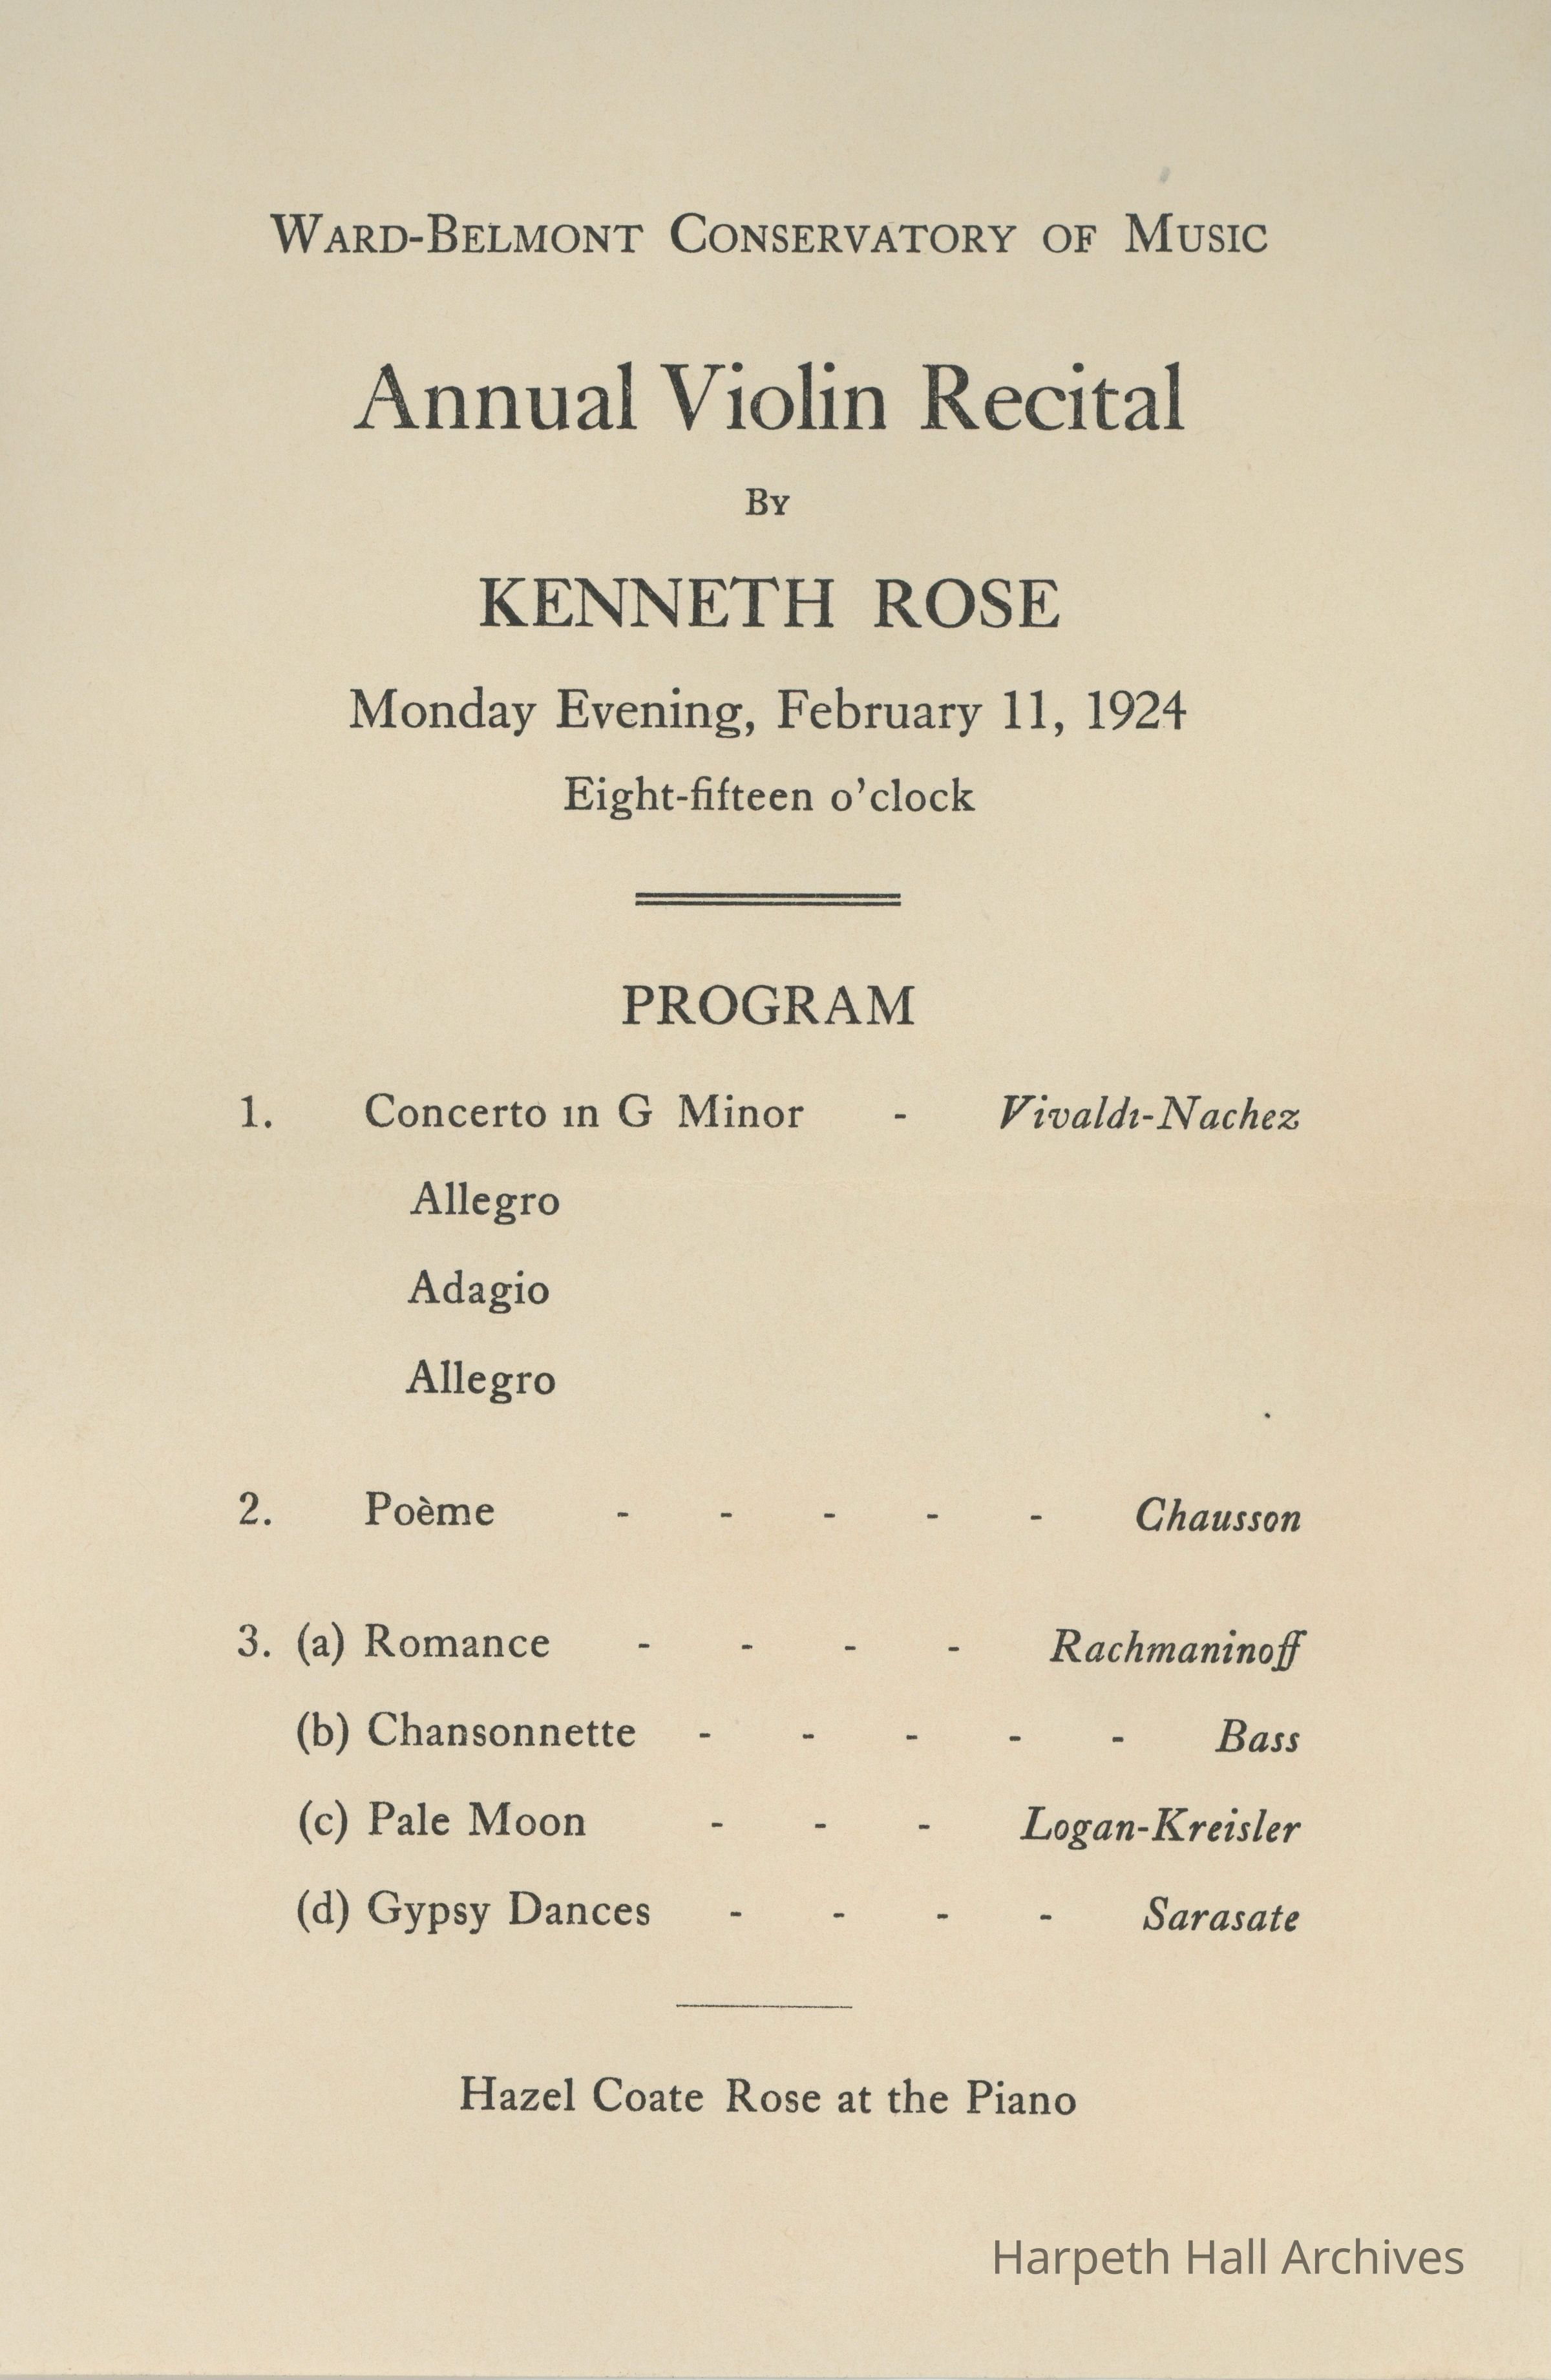 Ward-Belmont Conservatory of Music
Annual Violin Recital
By
KENNETH ROSE
Monday Evening, February 11, 1924
Eight-fifteen o'clock
PROGRAM
1. Concerto in G Minor - Vivaldi-Nachez
Allegro
Adagio
Allegro
2. Poème - - - - - Chausson
3. (a) Romance - - - - Rachmaninoff
(b) Chansonnette - - - - - Bass
(c) Pale Moon - - - Logan-Kreisler
(d) Gypsy Dances - - - - Sarasate
Hazel Coate Rose at the Piano
Harpeth Hall Archives